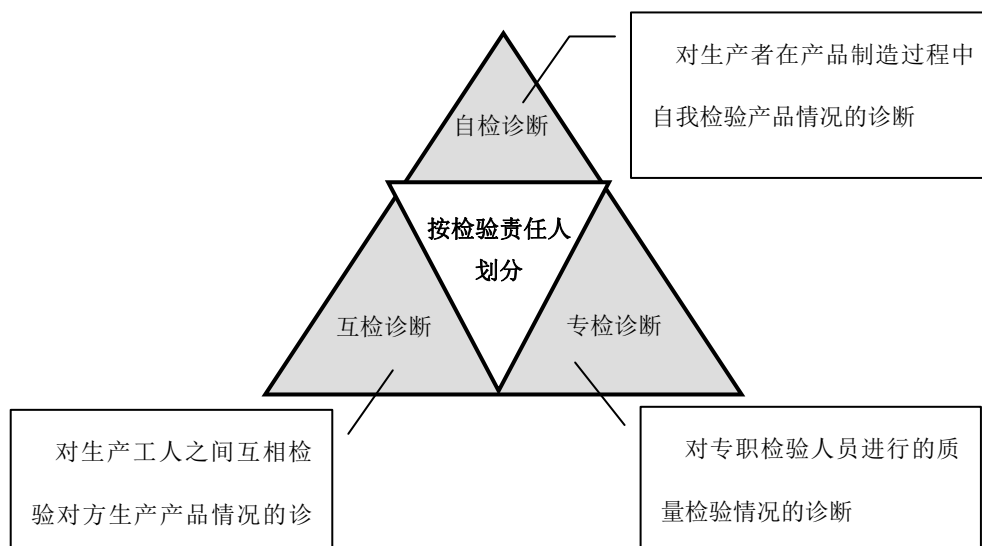 对生产者在产品制造过程中
自我检验产品情况的诊断
自检诊断
按检验责任人
划分
互检诊断
专检诊断
对生产工人之间互相检
验对方生产产品情况的诊
对专职检验人员进行的质
量检验情况的诊断